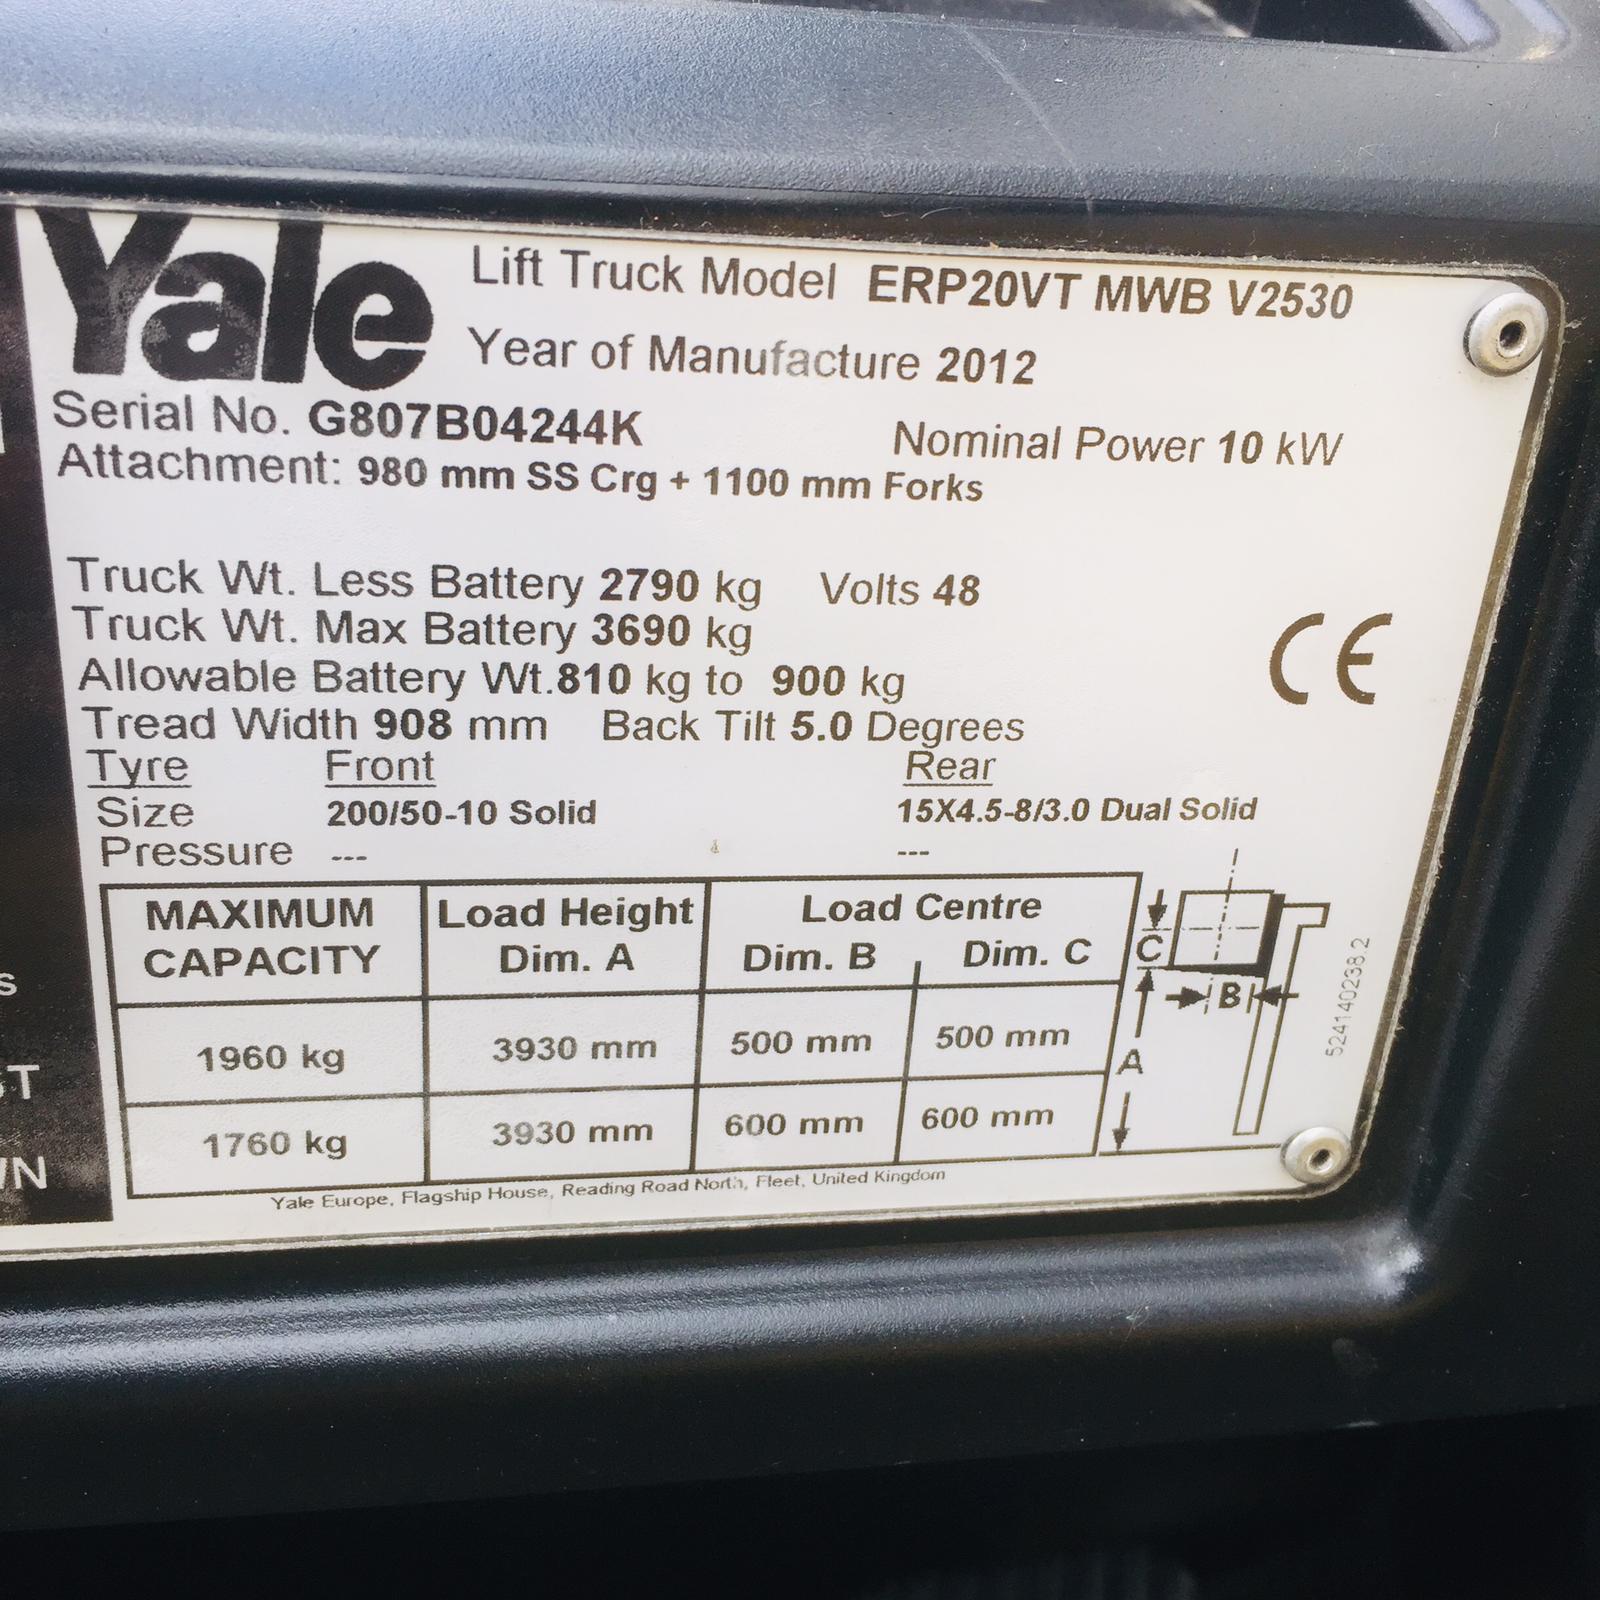 Yale
Lift Truck Model ERP20VT MWB V2530
Year of Manufacture 2012
Serial No. G807B04244K Nominal Power 10 kW
Attachment: 980 mm SS Crg + 1100 mm Forks
Truck Wt. Less Battery 2790 kg Volts 48
Truck Wt. Max Battery 3690 kg
CE
Allowable Battery Wt.810 kg to 900 kg
Tread Width 908 mm Back Tilt 5.0 Degrees
Tyre Front Rear
Size 200/50-10 Solid 15X4.5-8/3.0 Dual Solid
Pressure --- ---
MAXIMUM CAPACITY Load Height Dim. A Load Centre Dim. B Dim. C
1960 kg 3930 mm 500 mm 500 mm
1760 kg 3930 mm 600 mm 600 mm
C
B
A
524140238.2
Yale Europe, Flagship House, Reading Road North, Fleet, United Kingdom